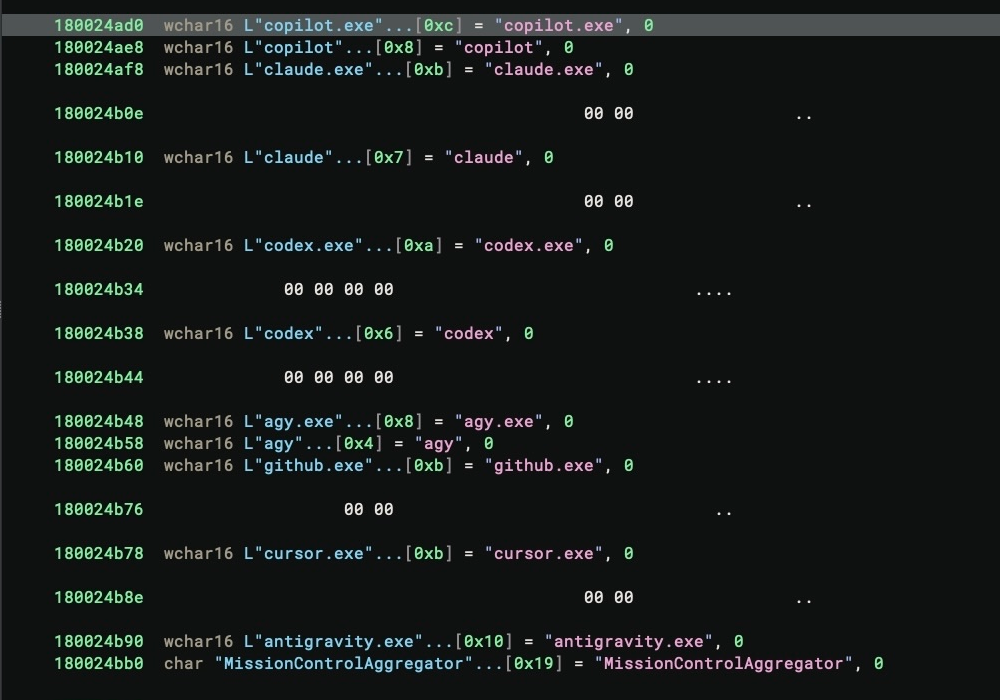 180024ad0 wchar16 L"copilot.exe"...[0xc] = "copilot.exe", 0
180024ae8 wchar16 L"copilot"...[0x8] = "copilot", 0
180024af8 wchar16 L"claude.exe"...[0xb] = "claude.exe", 0
180024b0e 00 00 ..
180024b10 wchar16 L"claude"...[0x7] = "claude", 0
180024b1e 00 00 ..
180024b20 wchar16 L"codex.exe"...[0xa] = "codex.exe", 0
180024b34 00 00 00 00 ....
180024b38 wchar16 L"codex"...[0x6] = "codex", 0
180024b44 00 00 00 00 ....
180024b48 wchar16 L"agy.exe"...[0x8] = "agy.exe", 0
180024b58 wchar16 L"agy"...[0x4] = "agy", 0
180024b60 wchar16 L"github.exe"...[0xb] = "github.exe", 0
180024b76 00 00 ..
180024b78 wchar16 L"cursor.exe"...[0xb] = "cursor.exe", 0
180024b8e 00 00 ..
180024b90 wchar16 L"antigravity.exe"...[0x10] = "antigravity.exe", 0
180024bb0 char "MissionControlAggregator"...[0x19] = "MissionControlAggregator", 0